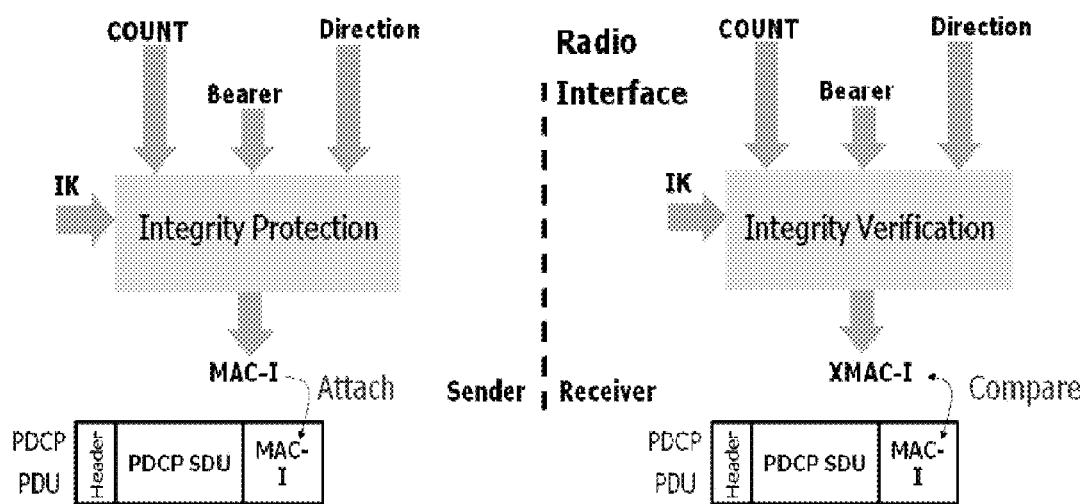 COUNT
Direction
Bearer
IK
Integrity Protection
MAC-I
Attach
Sender
PDCP
PDU
Header
PDCP SDU
MAC-
I
Radio
Interface
COUNT
Direction
Bearer
IK
Integrity Verification
XMAC-I
Compare
Receiver
PDCP
PDU
Header
PDCP SDU
MAC-
I